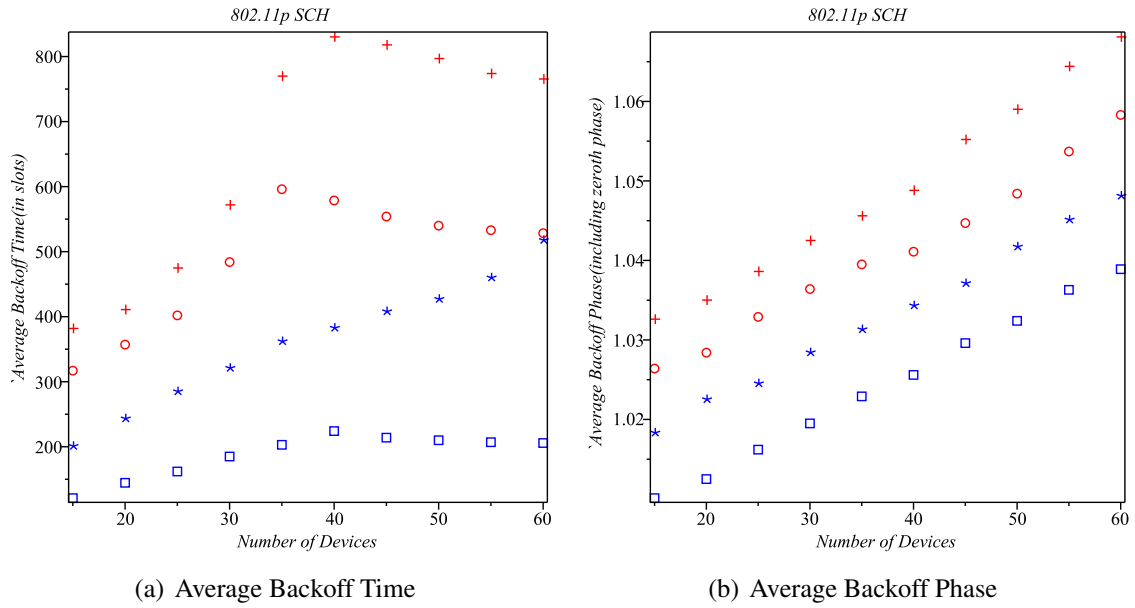 802.11p SCH
`Average Backoff Time(in slots)
800
700
600
500
400
300
200
20
30
40
50
60
Number of Devices
(a) Average Backoff Time
802.11p SCH
`Average Backoff Phase(including zeroth phase)
1.06
1.05
1.04
1.03
1.02
20
30
40
50
60
Number of Devices
(b) Average Backoff Phase